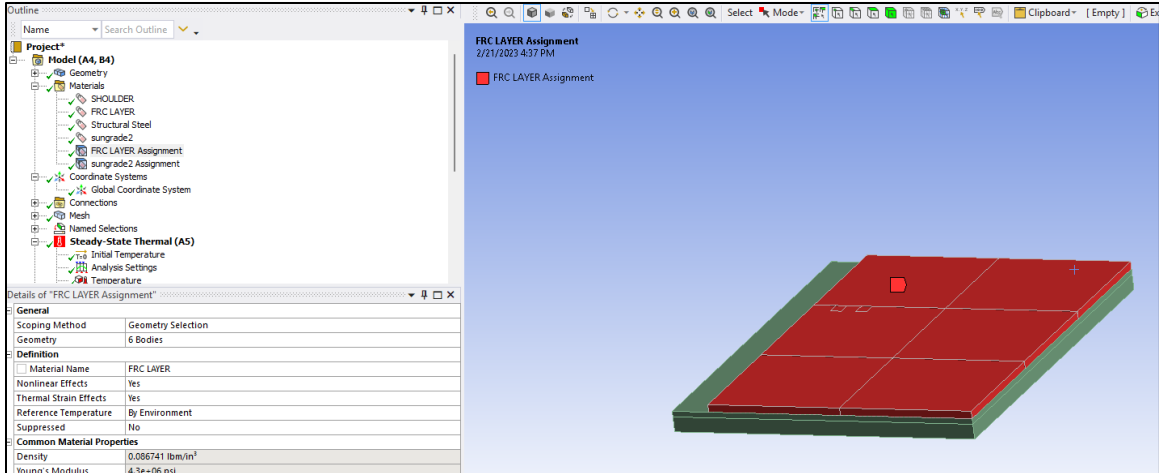 Outline
Name Search Outline
Project*
Model (A4, B4)
Geometry
Materials
SHOULDER
FRC LAYER
Structural Steel
sungrade2
FRC LAYER Assignment
sungrade2 Assignment
Coordinate Systems
Global Coordinate System
Connections
Mesh
Named Selections
Steady-State Thermal (A5)
T=0 Initial Temperature
Analysis Settings
Temperature
Details of "FRC LAYER Assignment"
General
Scoping Method Geometry Selection
Geometry 6 Bodies
Definition
Material Name FRC LAYER
Nonlinear Effects Yes
Thermal Strain Effects Yes
Reference Temperature By Environment
Suppressed No
Common Material Properties
Density 0.086741 lbm/in³
Young's Modulus 4.3e+06 psi
Select Mode Clipboard [Empty] Ex
FRC LAYER Assignment
2/21/2023 4:37 PM
FRC LAYER Assignment